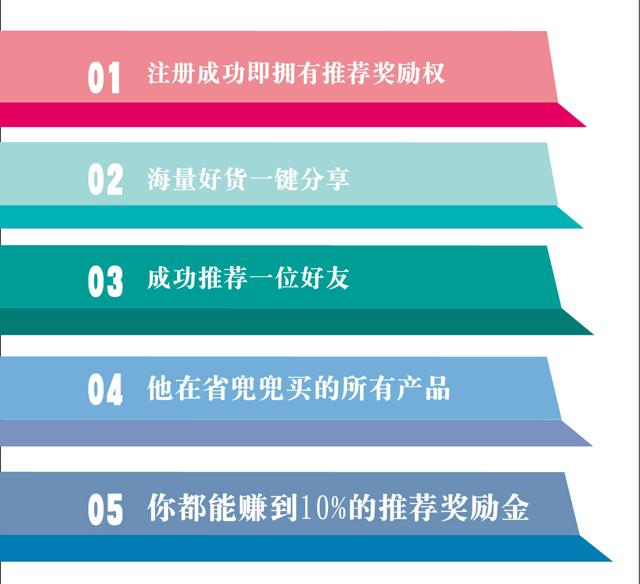 01 注册成功即拥有推荐奖励权
02 海量好货一键分享
03 成功推荐一位好友
04 他在省兜兜买的所有产品
05 你都能赚到10%的推荐奖励金